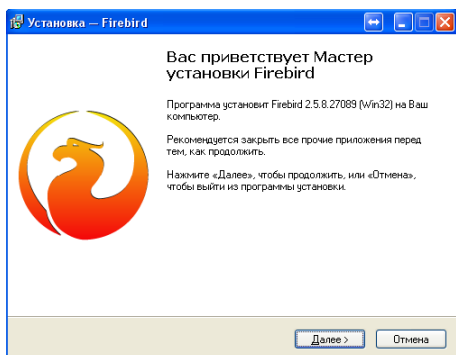 Установка — Firebird
Вас приветствует Мастер
установки Firebird
Программа установит Firebird 2.5.8.27089 (Win32) на Ваш
компьютер.
Рекомендуется закрыть все прочие приложения перед
тем, как продолжить.
Нажмите «Далее», чтобы продолжить, или «Отмена»,
чтобы выйти из программы установки.
Далее >
Отмена